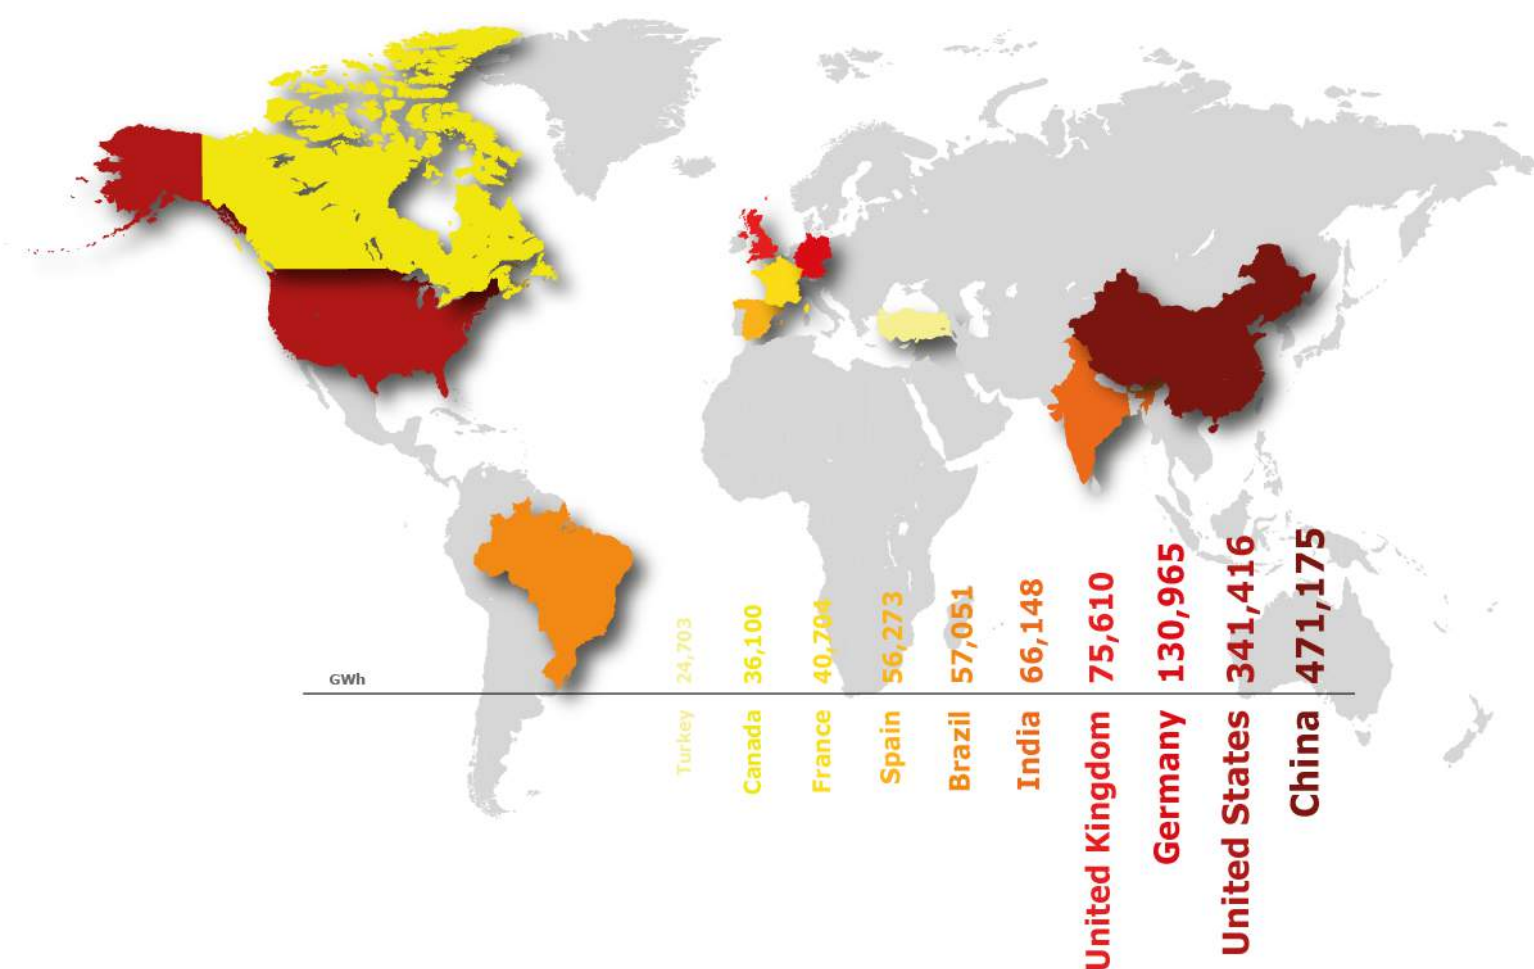 GWh
24,703
36,100
40,704
56,273
57,051
66,148
75,610
130,965
341,416
471,175
Turkey
Canada
France
Spain
Brazil
India
United Kingdom
Germany
United States
China